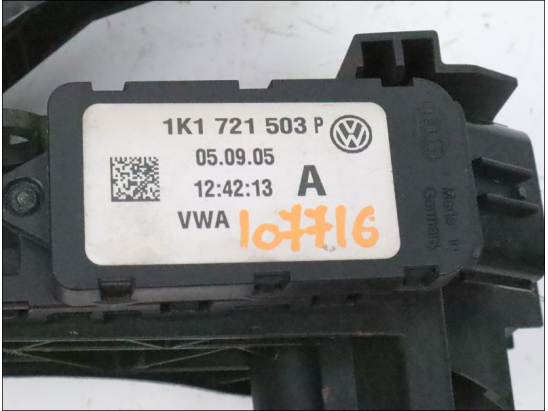 1K1 721 503 P
05.09.05
12:42:13 A
VWA 107716
Made in
Germany